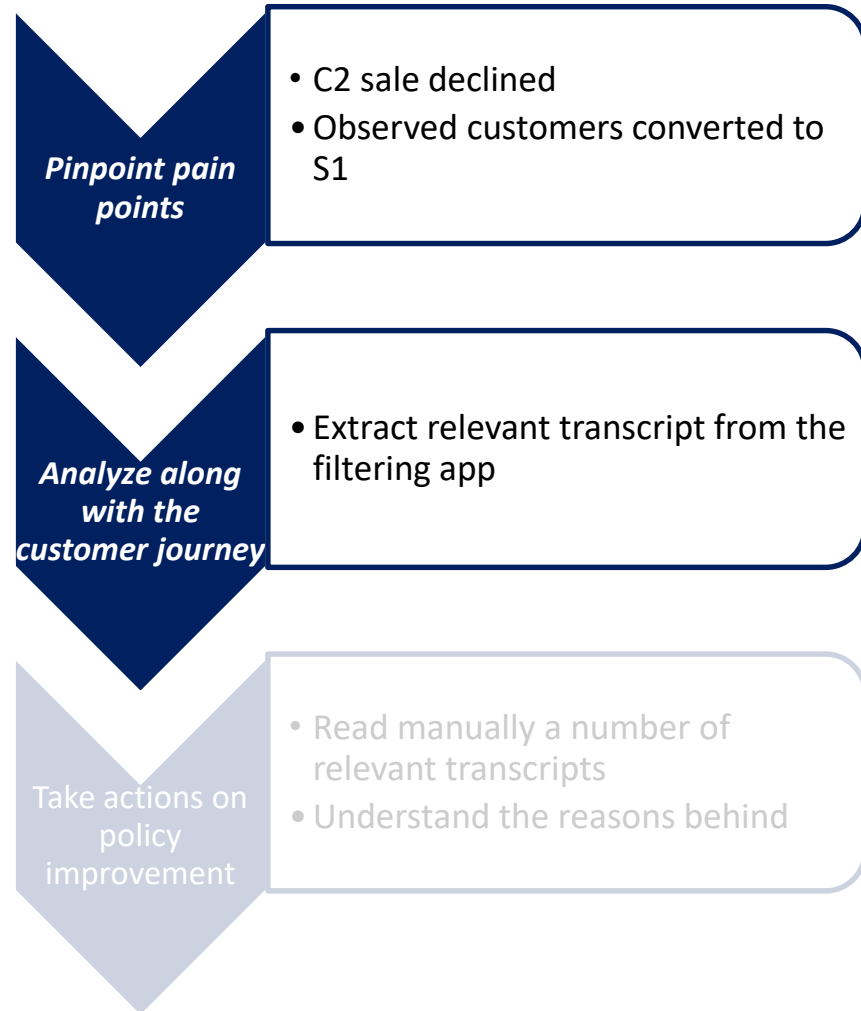 Pinpoint pain
points
• C2 sale declined
• Observed customers converted to
S1
Analyze along
with the
customer journey
• Extract relevant transcript from the
filtering app
Take actions on
policy
improvement
• Read manually a number of
relevant transcripts
• Understand the reasons behind